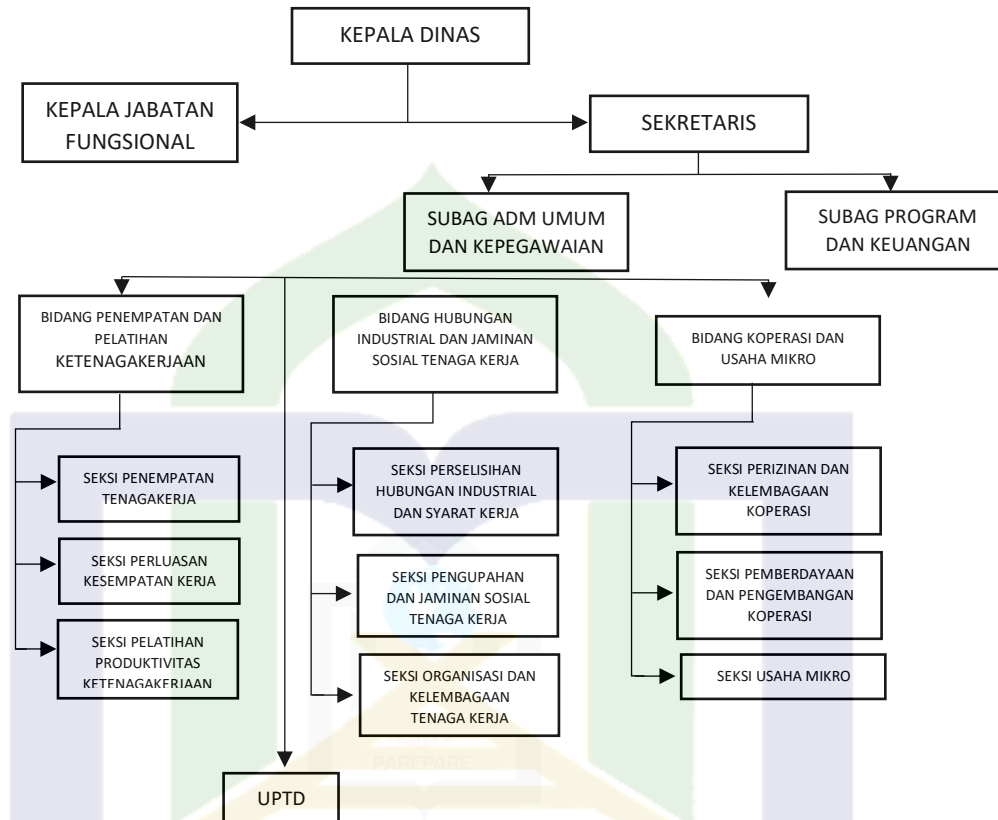 KEPALA DINAS
KEPALA JABATAN
FUNGSIONAL
SEKRETARIS
SUBAG ADM UMUM
DAN KEPEGAWAIAN
SUBAG PROGRAM
DAN KEUANGAN
BIDANG PENEMPATAN DAN
PELATIHAN
KETENAGAKERJAAN
BIDANG HUBUNGAN
INDUSTRIAL DAN JAMINAN
SOSIAL TENAGA KERJA
BIDANG KOPERASI DAN
USAHA MIKRO
SEKSI PENEMPATAN
TENAGAKERJA
SEKSI PERLUASAN
KESEMPATAN KERJA
SEKSI PELATIHAN
PRODUKTIVITAS
KETENAGAKERJAAN
SEKSI PERSELISIHAN
HUBUNGAN INDUSTRIAL
DAN SYARAT KERJA
SEKSI PENGUPAHAN
DAN JAMINAN SOSIAL
TENAGA KERJA
SEKSI ORGANISASI DAN
KELEMBAGAAN
TENAGA KERJA
SEKSI PERIZINAN DAN
KELEMBAGAAN
KOPERASI
SEKSI PEMBERDAYAAN
DAN PENGEMBANGAN
KOPERASI
SEKSI USAHA MIKRO
PAREPARE
UPTD